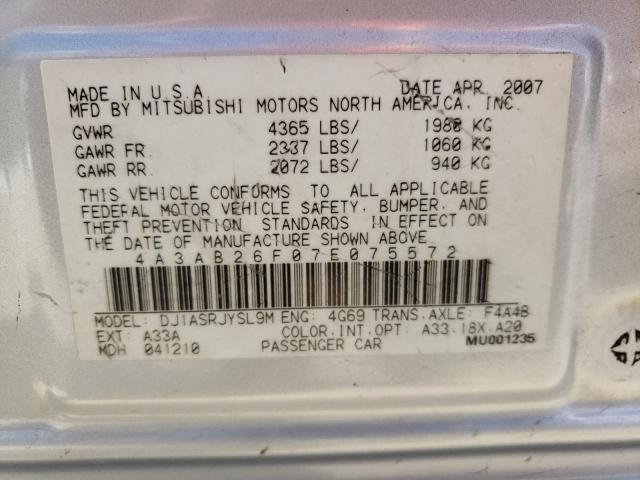 MADE IN U.S.A. DATE APR. 2007
MFD BY MITSUBISHI MOTORS NORTH AMERICA, INC.
GVWR 4365 LBS/ 1980 KG
GAWR FR. 2337 LBS/ 1060 KG
GAWR RR. 2072 LBS/ 940 KG
THIS VEHICLE CONFORMS TO ALL APPLICABLE
FEDERAL MOTOR VEHICLE SAFETY, BUMPER, AND
THEFT PREVENTION STANDARDS IN EFFECT ON
THE DATE OF MANUFACTURE SHOWN ABOVE.
4A3AB26F07E075572
MODEL: DJ1ASRJYSL9M ENG: 4G69 TRANS.AXLE: F4A4B
EXT: A33A COLOR.INT.OPT: A33.18X.A20
MDH 041210 PASSENGER CAR MU001235